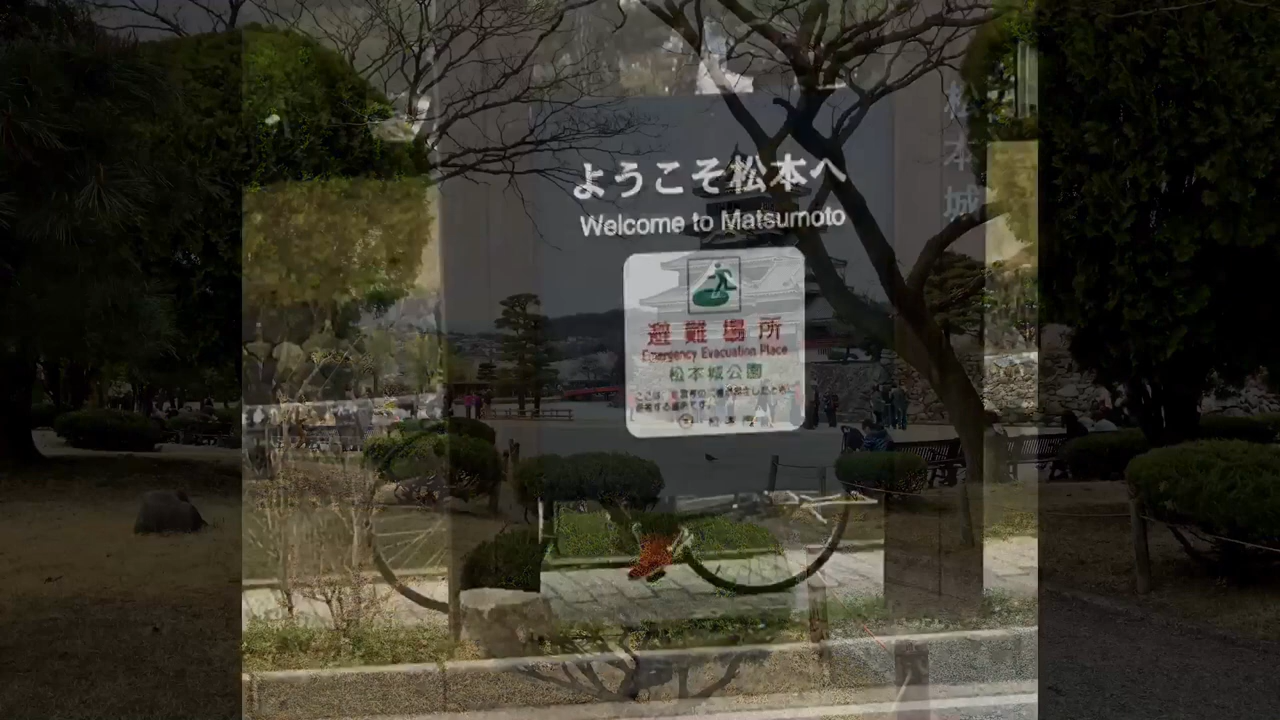 ようこそ松本へ
Welcome to Matsumoto
避難場所
Emergency Evacuation Place
松本城公園
本城